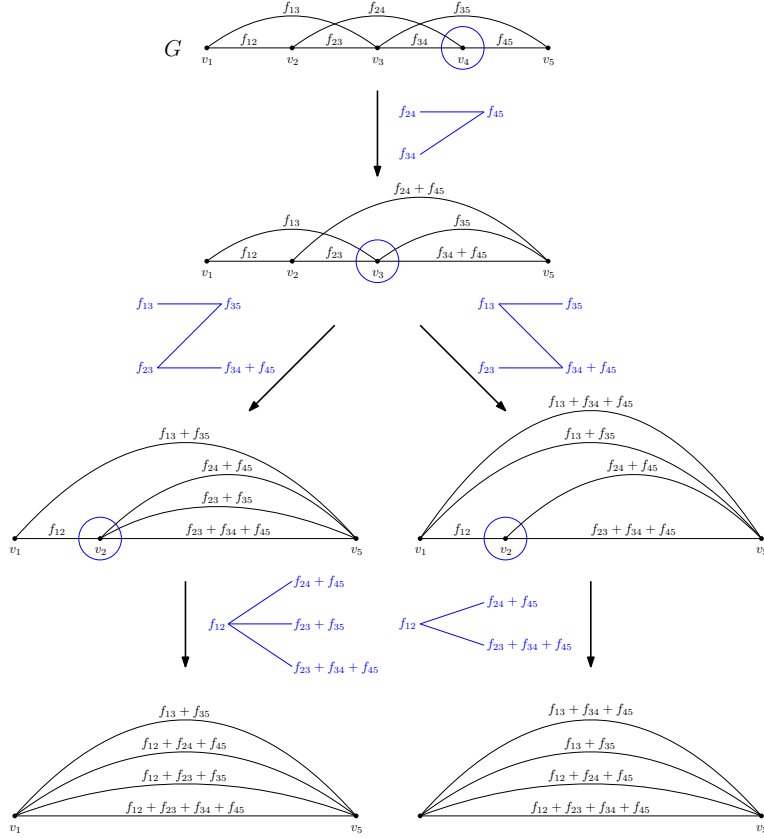 f₁₃ f₂₄ f₃₅
G f₁₂ f₂₃ f₃₄ f₄₅
v₁ v₂ v₃ v₄ v₅
f₂₄ f₄₅
f₃₄
f₂₄ + f₄₅
f₁₃ f₃₅
f₁₂ f₂₃ f₃₄ + f₄₅
v₁ v₂ v₃ v₅
f₁₃ f₃₅
f₂₃ f₃₄ + f₄₅
f₁₃ f₃₅
f₂₃ f₃₄ + f₄₅
f₁₃ + f₃₅
f₂₄ + f₄₅
f₂₃ + f₃₅
f₁₂ f₂₃ + f₃₄ + f₄₅
v₁ v₂ v₅
f₁₃ + f₃₄ + f₄₅
f₁₃ + f₃₅
f₂₄ + f₄₅
f₁₂ f₂₃ + f₃₄ + f₄₅
v₁ v₂ v₅
f₂₄ + f₄₅
f₁₂ f₂₃ + f₃₅
f₂₃ + f₃₄ + f₄₅
f₂₄ + f₄₅
f₁₂
f₂₃ + f₃₄ + f₄₅
f₁₃ + f₃₅
f₁₂ + f₂₄ + f₄₅
f₁₂ + f₂₃ + f₃₅
f₁₂ + f₂₃ + f₃₄ + f₄₅
v₁ v₅
f₁₃ + f₃₄ + f₄₅
f₁₃ + f₃₅
f₁₂ + f₂₄ + f₄₅
f₁₂ + f₂₃ + f₃₄ + f₄₅
v₁ v₅